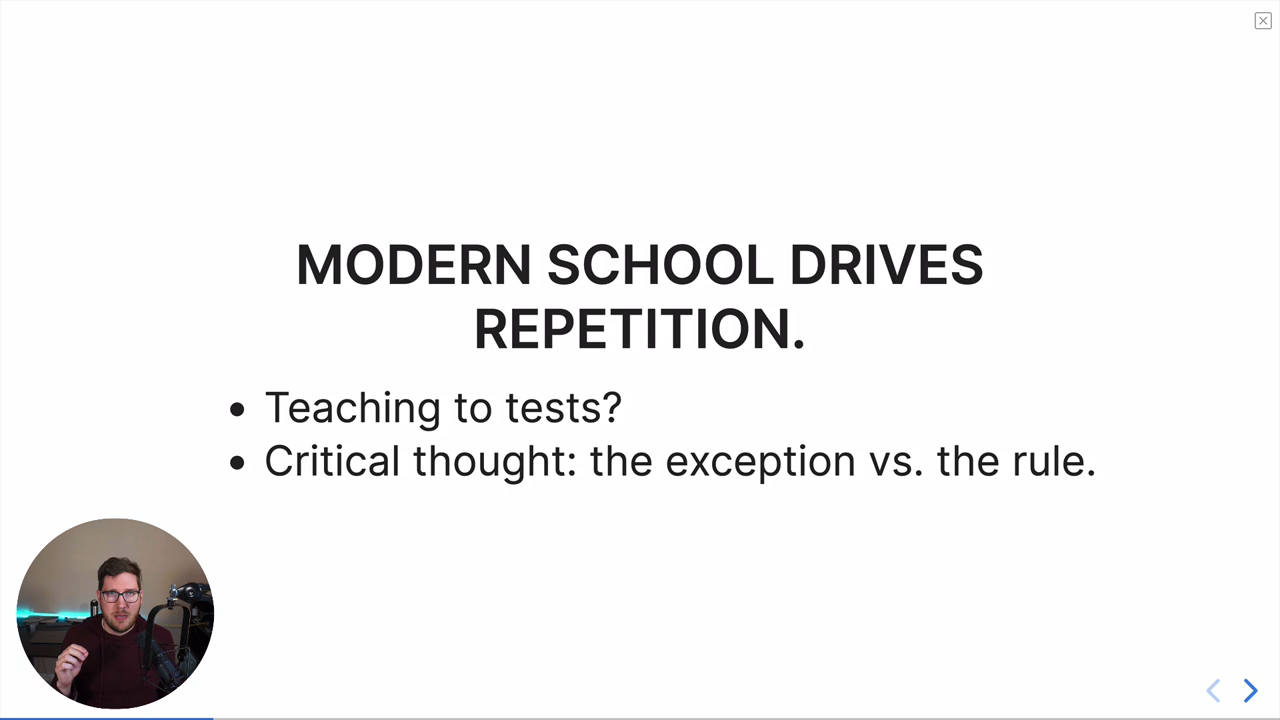 MODERN SCHOOL DRIVES
REPETITION.
Teaching to tests?
Critical thought: the exception vs. the rule.